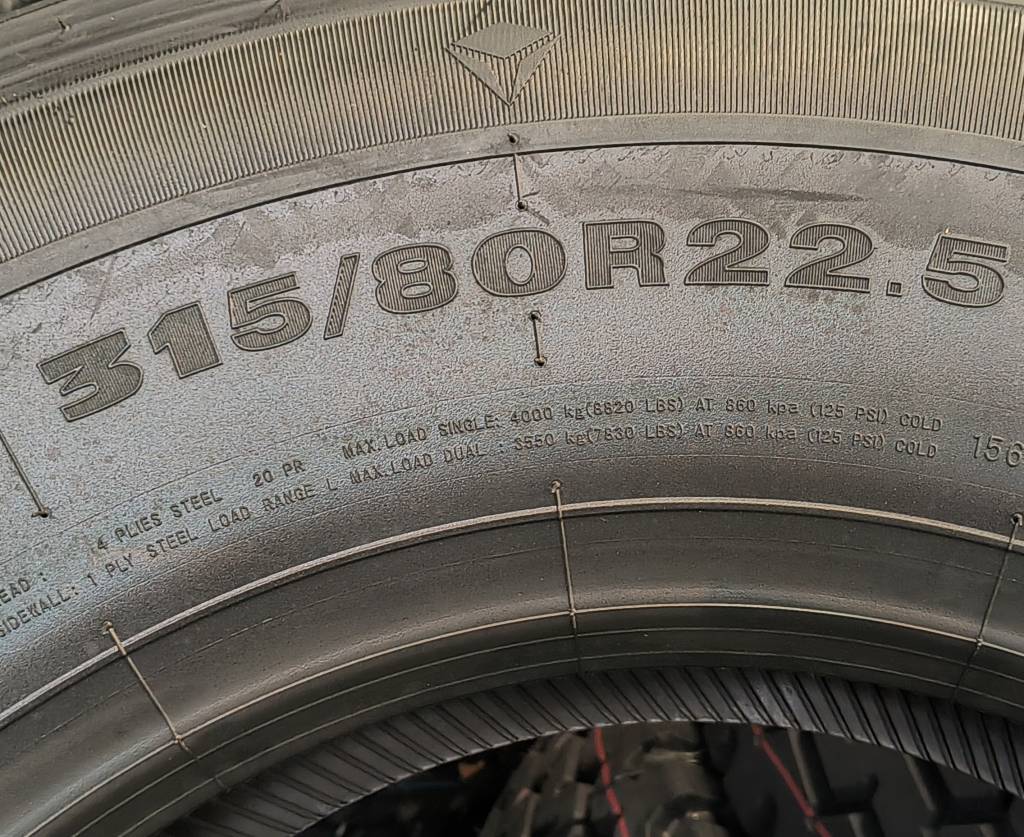 315/80R22.5
4 PLIES STEEL 20 PR MAX.LOAD SINGLE: 4000 kg(8820 LBS) AT 860 kpa (125 PSI) COLD
SIDEWALL: 1 PLY STEEL LOAD RANGE L MAX.LOAD DUAL : 3550 kg(7830 LBS) AT 860 kpa (125 PSI) COLD
156